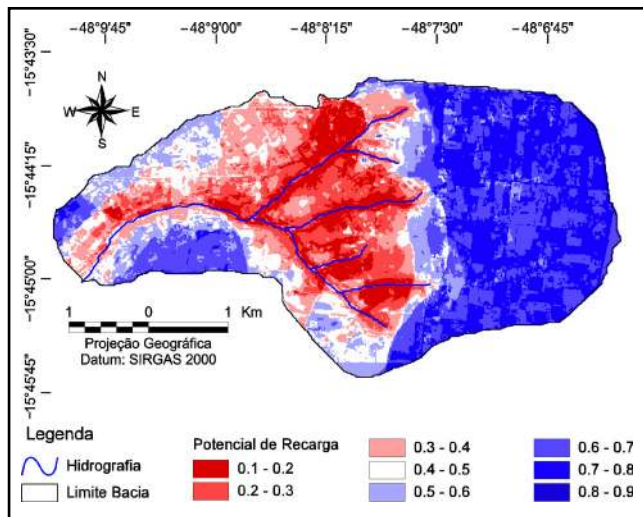 −48°9'45" −48°9'00" −48°8'15" −48°7'30" −48°6'45"
−15°43'30"
−15°44'15"
−15°45'00"
−15°45'45"
N
W E
S
1 0 1 Km
Projeção Geográfica
Datum: SIRGAS 2000
Legenda
Hidrografia
Limite Bacia
Potencial de Recarga
0.1 - 0.2
0.2 - 0.3
0.3 - 0.4
0.4 - 0.5
0.5 - 0.6
0.6 - 0.7
0.7 - 0.8
0.8 - 0.9